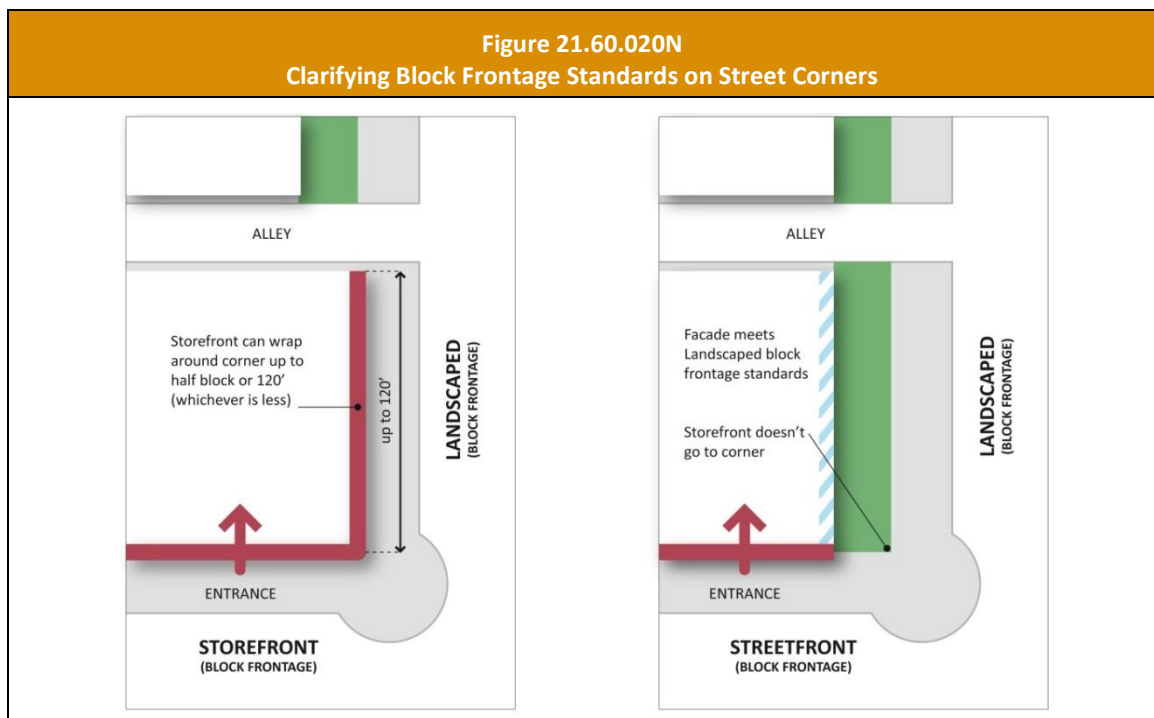 Figure 21.60.020N
Clarifying Block Frontage Standards on Street Corners
ALLEY
Storefront can wrap
around corner up to
half block or 120’
(whichever is less)
up to 120’
LANDSCAPED
(BLOCK FRONTAGE)
ENTRANCE
STOREFRONT
(BLOCK FRONTAGE)
ALLEY
Facade meets
Landscaped block
frontage standards
Storefront doesn’t
go to corner
LANDSCAPED
(BLOCK FRONTAGE)
ENTRANCE
STREETFRONT
(BLOCK FRONTAGE)